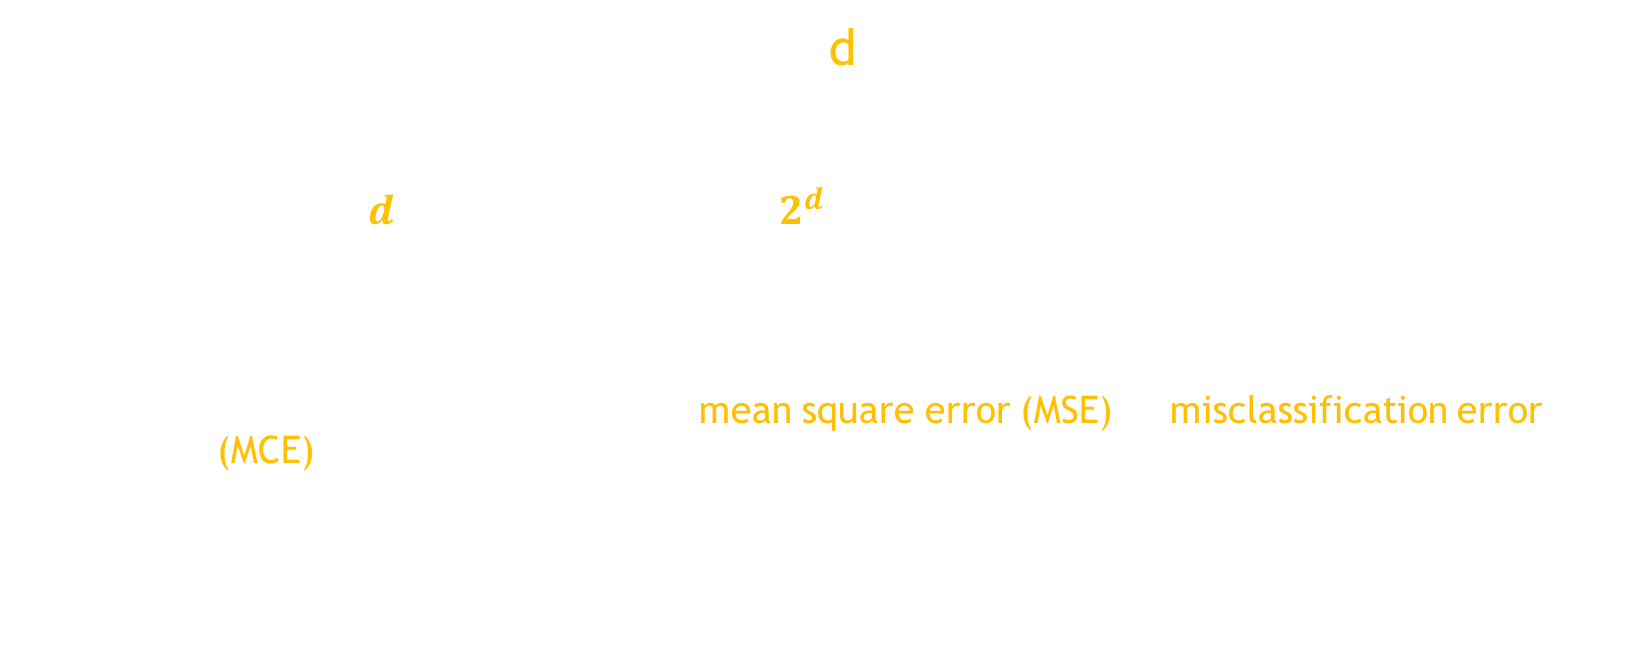 d
d 2^d
mean square error (MSE) misclassification error
(MCE)